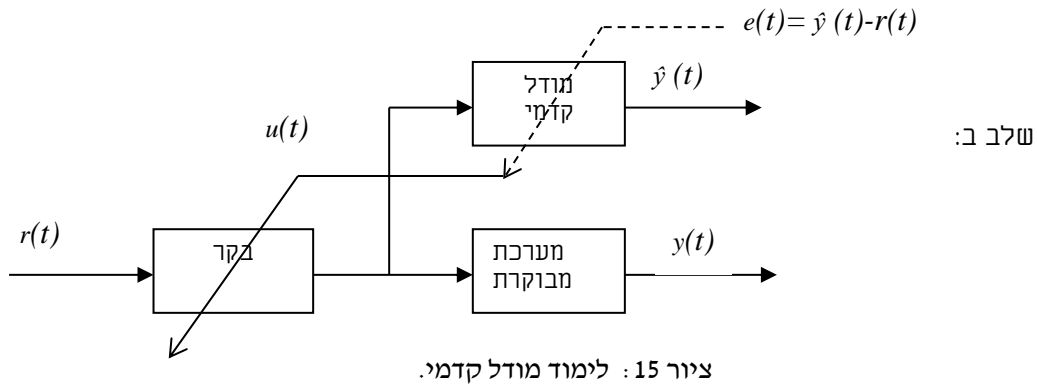 e(t)= ŷ (t)-r(t)
מודל
קדמי
ŷ (t)
u(t)
שלב ב:
r(t)
בקר
מערכת
מבוקרת
y(t)
ציור 15 : לימוד מודל קדמי.